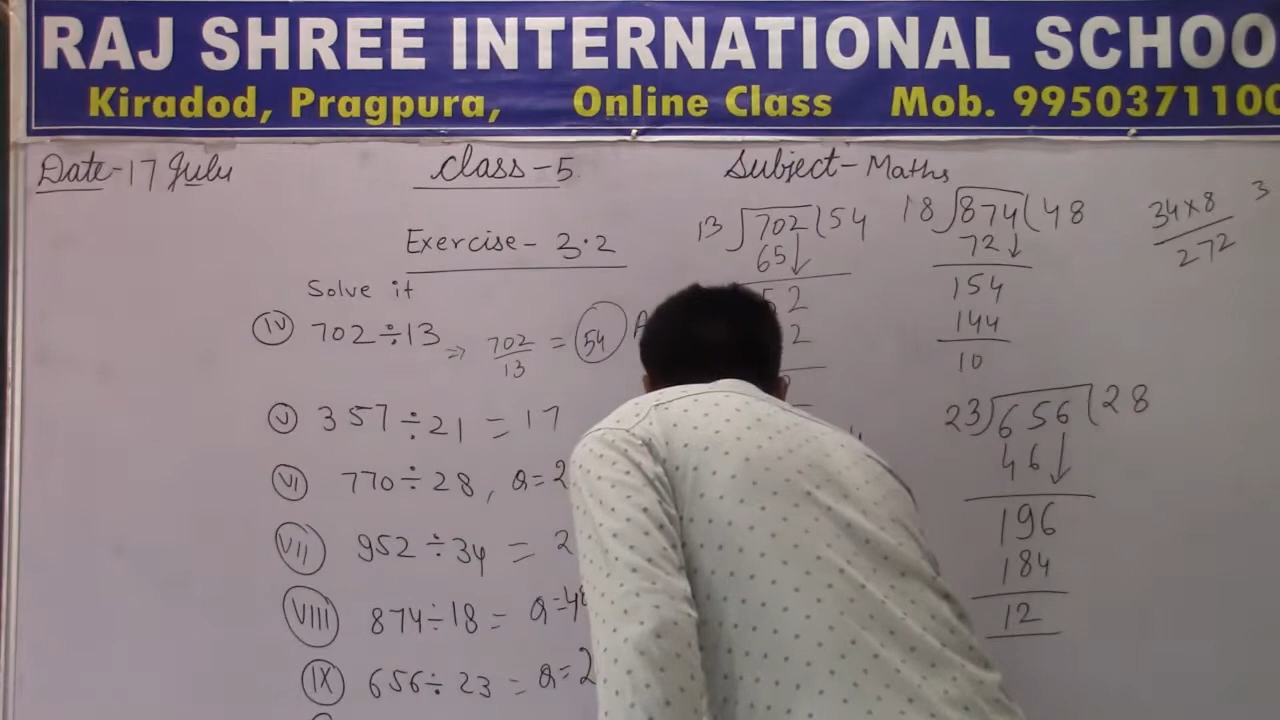 RAJ SHREE INTERNATIONAL SCHOO
Kiradod, Pragpura, Online Class Mob. 9950371100
Date-17 July Class-5 Subject-Maths
Exercise-3.2
Solve it
(IV) 702÷13 ⇒ 702/13 = 54 A
(V) 357÷21 = 17
(VI) 770÷28, Q=2
(VII) 952÷34 = 2
(VIII) 874÷18 = Q=48
(IX) 656÷23 = Q=2
13)702(54
65↓
52
2
18)874(48
72↓
154
144
10
23)656(28
46↓
196
184
12
34×8
272
3